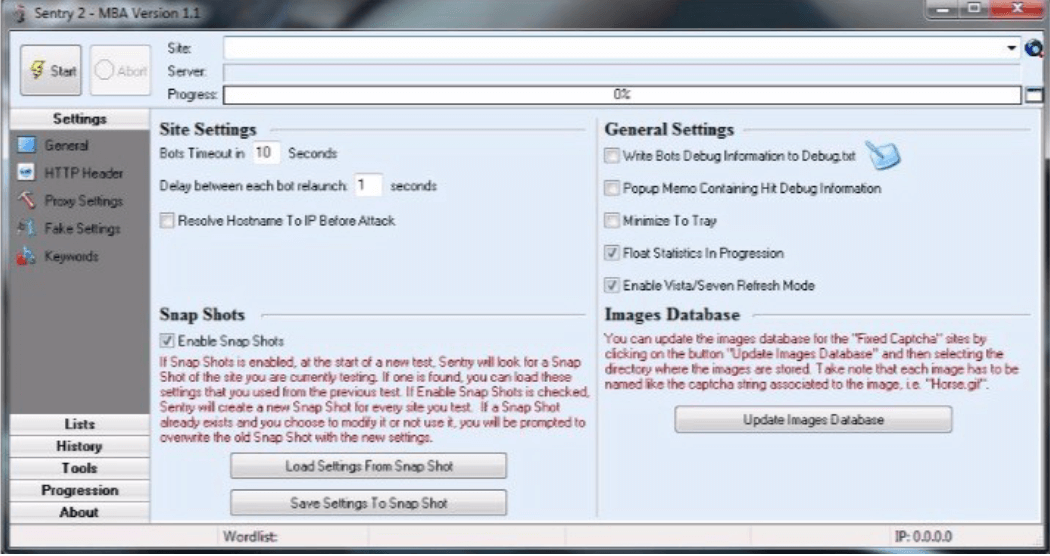 Sentry 2 - MBA Version 1.1
Start
Abort
Site:
Server:
Progress:
0%
Settings
General
HTTP Header
Proxy Settings
Fake Settings
Keywords
Lists
History
Tools
Progression
About
Site Settings
Bots Timeout in 10 Seconds
Delay between each bot relaunch: 1 seconds
Resolve Hostname To IP Before Attack
Snap Shots
Enable Snap Shots
If Snap Shots is enabled, at the start of a new test, Sentry will look for a Snap
Shot of the site you are currently testing. If one is found, you can load these
settings that you used from the previous test. If Enable Snap Shots is checked,
Sentry will create a new Snap Shot for every site you test. If a Snap Shot
already exists and you choose to modify it or not use it, you will be prompted to
overwrite the old Snap Shot with the new settings.
Load Settings From Snap Shot
Save Settings To Snap Shot
General Settings
Write Bots Debug Information to Debug.txt
Popup Memo Containing Hit Debug Information
Minimize To Tray
Float Statistics In Progression
Enable Vista/Seven Refresh Mode
Images Database
You can update the images database for the "Fixed Captcha" sites by
clicking on the button "Update Images Database" and then selecting the
directory where the images are stored. Take note that each image has to be
named like the captcha string associated to the image, i.e. "Horse.gif".
Update Images Database
Wordlist:
IP: 0.0.0.0